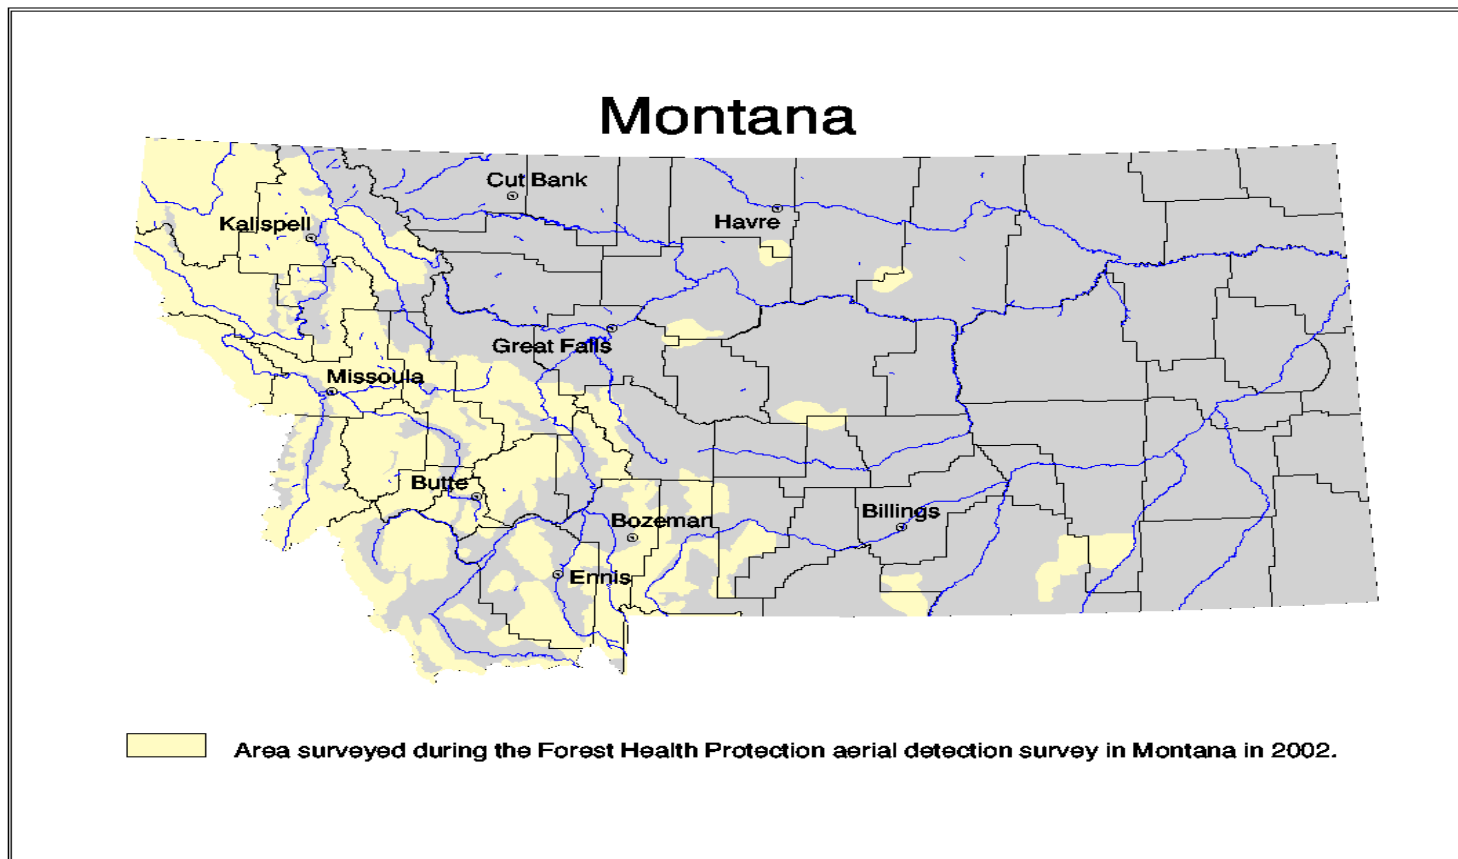 Montana
Cut Bank
Kalispell
Havre
Great Falls
Missoula
Butte
Billings
Bozeman
Ennis
Area surveyed during the Forest Health Protection aerial detection survey in Montana in 2002.